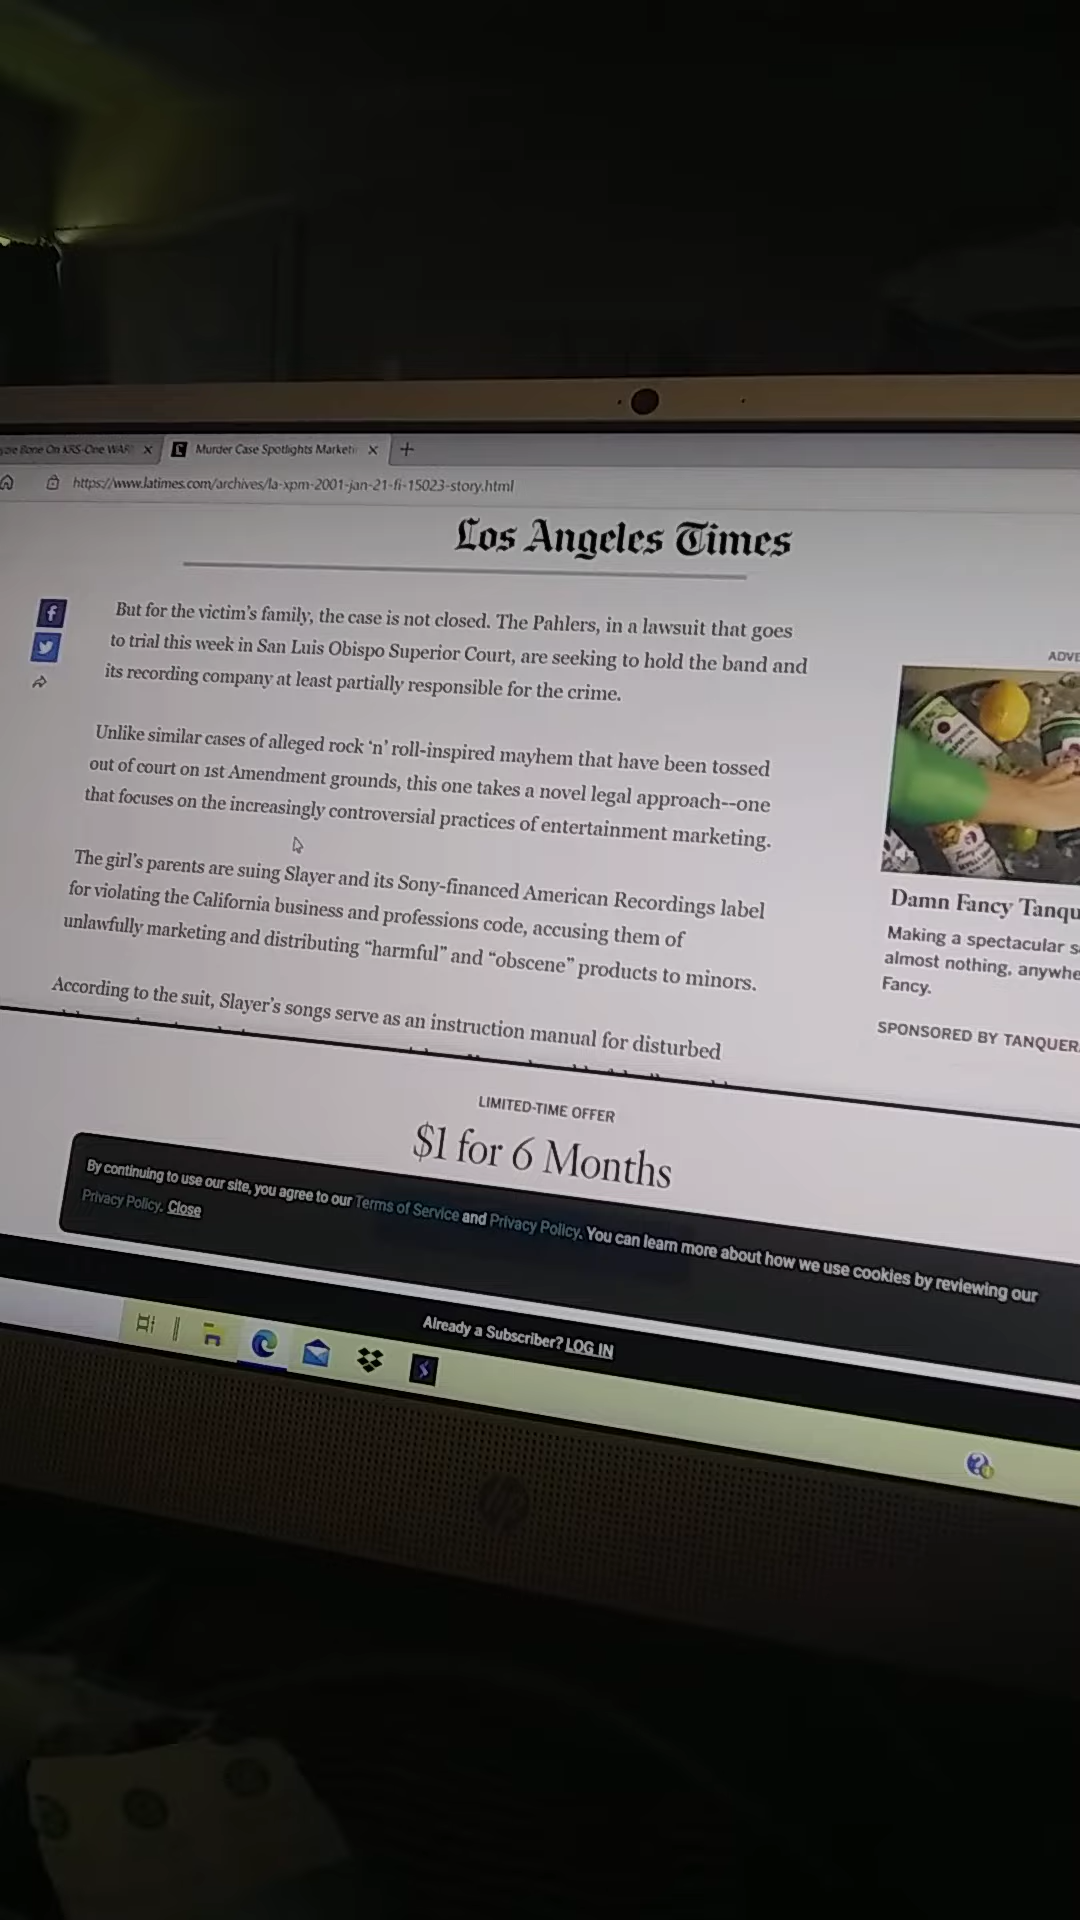 Bone On KRS-One WAR
Murder Case Spotlights Marketi
https://www.latimes.com/archives/la-xpm-2001-jan-21-fi-15023-story.html
Los Angeles Times
But for the victim's family, the case is not closed. The Pahlers, in a lawsuit that goes
to trial this week in San Luis Obispo Superior Court, are seeking to hold the band and
its recording company at least partially responsible for the crime.
Unlike similar cases of alleged rock 'n' roll-inspired mayhem that have been tossed
out of court on 1st Amendment grounds, this one takes a novel legal approach--one
that focuses on the increasingly controversial practices of entertainment marketing.
The girl's parents are suing Slayer and its Sony-financed American Recordings label
for violating the California business and professions code, accusing them of
unlawfully marketing and distributing “harmful” and “obscene” products to minors.
According to the suit, Slayer's songs serve as an instruction manual for disturbed
ADVE
Damn Fancy Tanqu
Making a spectacular s
almost nothing, anywhe
Fancy.
SPONSORED BY TANQUER
LIMITED-TIME OFFER
$1 for 6 Months
By continuing to use our site, you agree to our Terms of Service and Privacy Policy. You can learn more about how we use cookies by reviewing our
Privacy Policy. Close
Already a Subscriber? LOG IN
hp